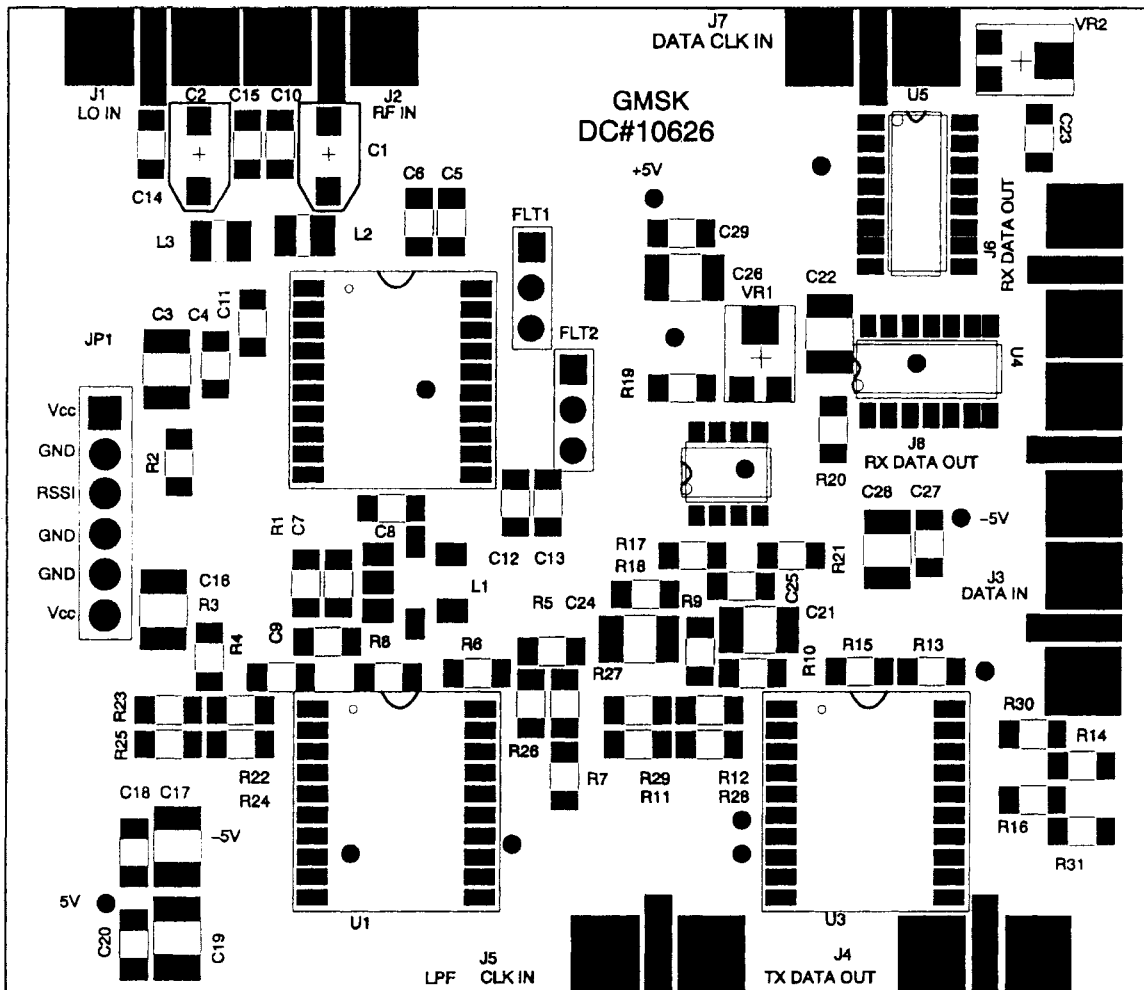 J7
DATA CLK IN
VR2
J1
LO IN
C2
C15
C10
J2
RF IN
U5
GMSK
DC#10626
C1
C23
C14
+5V
C6
C5
L3
L2
FLT1
C29
J6
RX DATA OUT
C26
C22
C11
VR1
C3
C4
FLT2
JP1
U4
R19
Vcc
GND
RSSI
GND
GND
Vcc
R2
J8
RX DATA OUT
R20
C28
C27
-5V
R1
C7
C8
C12
C13
R17
R18
R21
C25
J3
DATA IN
C16
R3
R4
C9
L1
R5
C24
R9
C21
R8
R6
R10
R15
R13
R27
R23
R25
R30
R14
R22
R24
R26
R7
R29
R11
R12
R28
C18
C17
-5V
R16
R31
5V
C20
C19
U1
U3
J5
LPF CLK IN
J4
TX DATA OUT